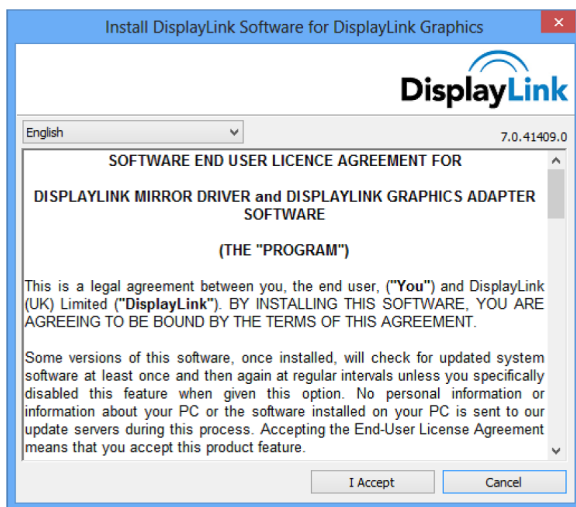 Install DisplayLink Software for DisplayLink Graphics
DisplayLink
English
7.0.41409.0
SOFTWARE END USER LICENCE AGREEMENT FOR
DISPLAYLINK MIRROR DRIVER and DISPLAYLINK GRAPHICS ADAPTER
SOFTWARE
(THE "PROGRAM")
This is a legal agreement between you, the end user, ("You") and DisplayLink
(UK) Limited ("DisplayLink"). BY INSTALLING THIS SOFTWARE, YOU ARE
AGREEING TO BE BOUND BY THE TERMS OF THIS AGREEMENT.
Some versions of this software, once installed, will check for updated system
software at least once and then again at regular intervals unless you specifically
disabled this feature when given this option. No personal information or
information about your PC or the software installed on your PC is sent to our
update servers during this process. Accepting the End-User License Agreement
means that you accept this product feature.
I Accept
Cancel